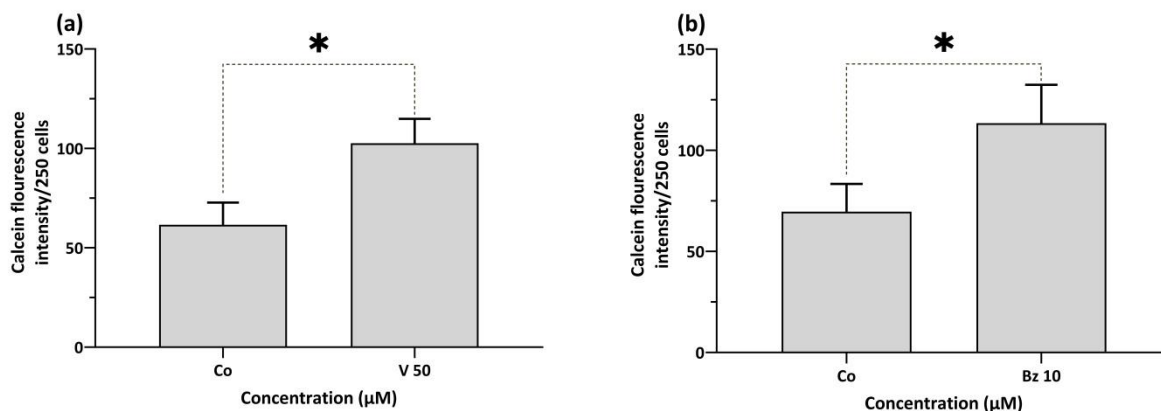 (a)
*
150
100
50
0
Calcein flourescence
intensity/250 cells
Co
V 50
Concentration (µM)
(b)
*
150
100
50
0
Calcein flourescence
intensity/250 cells
Co
Bz 10
Concentration (µM)